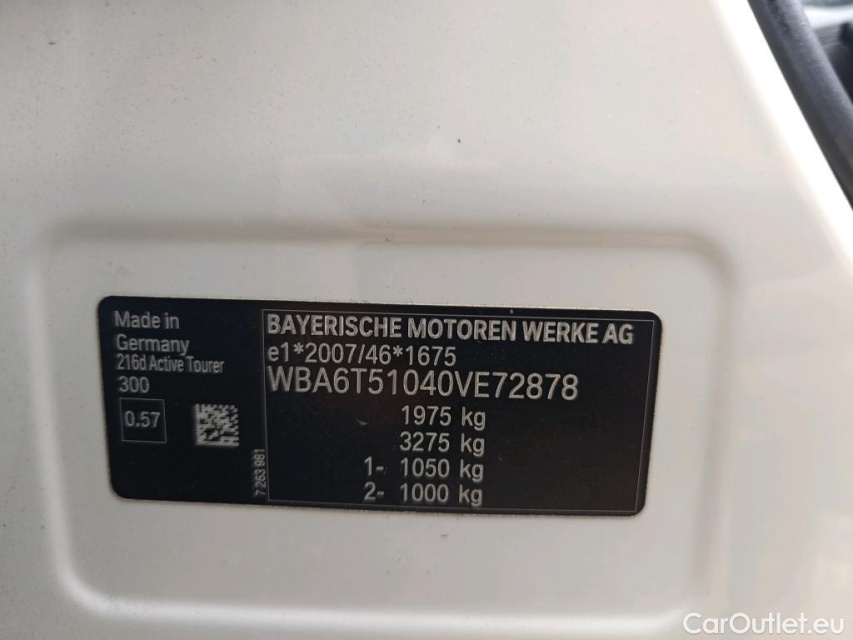 Made in
Germany
216d Active Tourer
300
0.57
7 263 981
BAYERISCHE MOTOREN WERKE AG
e1*2007/46*1675
WBA6T51040VE72878
1975 kg
3275 kg
1- 1050 kg
2- 1000 kg
CarOutlet.eu